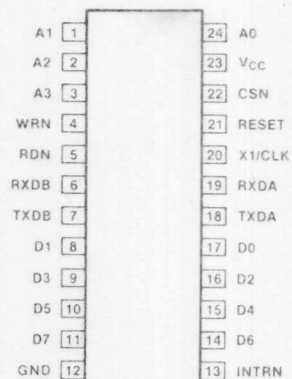 A1 1 24 A0
A2 2 23 VCC
A3 3 22 CSN
WRN 4 21 RESET
RDN 5 20 X1/CLK
RXDB 6 19 RXDA
TXDB 7 18 TXDA
D1 8 17 D0
D3 9 16 D2
D5 10 15 D4
D7 11 14 D6
GND 12 13 INTRN